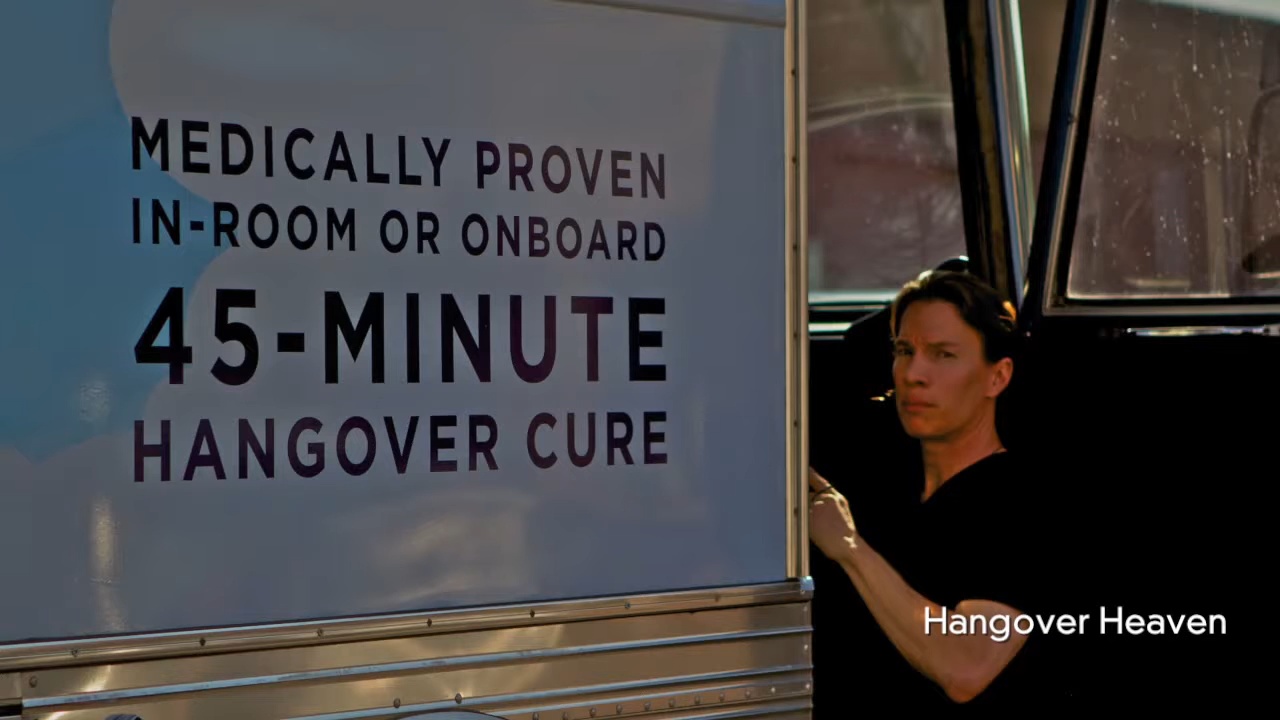 MEDICALLY PROVEN
IN-ROOM OR ONBOARD
45-MINUTE
HANGOVER CURE
Hangover Heaven